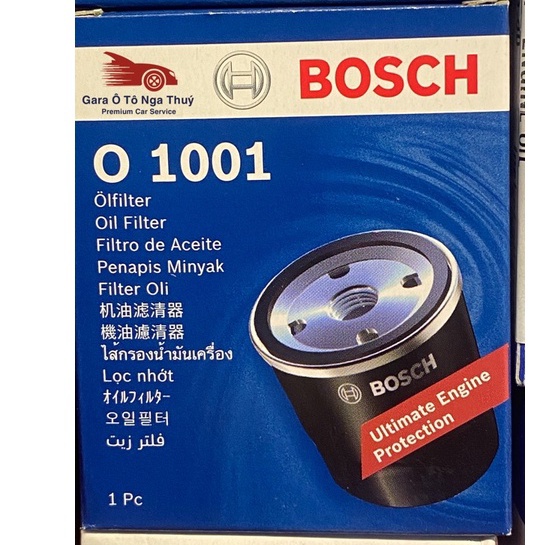 Gara Ô Tô Nga Thuý
Premium Car Service
BOSCH
O 1001
Ölfilter
Oil Filter
Filtro de Aceite
Penapis Minyak
Filter Oli
机油滤清器
機油濾清器
ไส้กรองน้ำมันเครื่อง
Lọc nhớt
オイルフィルター
오일필터
فلتر زيت
BOSCH
Ultimate Engine
Protection
1 Pc